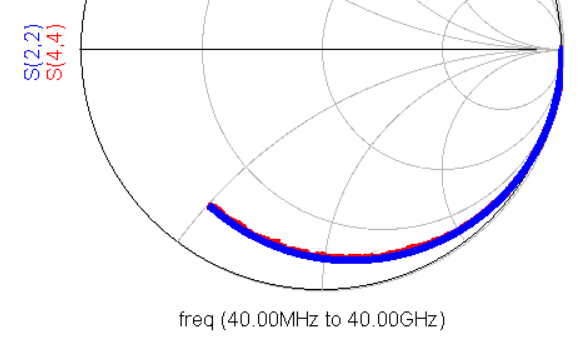 S(2,2)
S(4,4)
freq (40.00MHz to 40.00GHz)